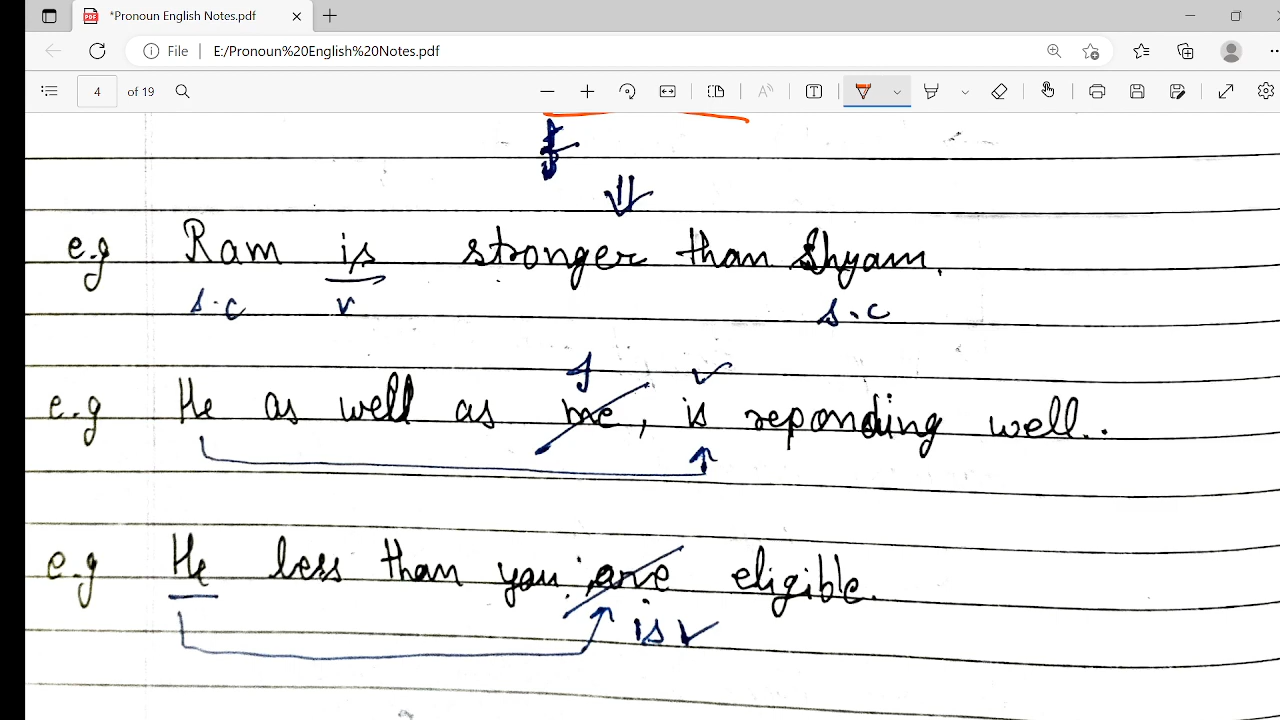 *Pronoun English Notes.pdf
File | E:/Pronoun%20English%20Notes.pdf
4 of 19
e.g Ram is stronger than Shyam.
s.c v s.c
I ✓
e.g He as well as me, is reponding well..
e.g He less than you are eligible.
is ✓